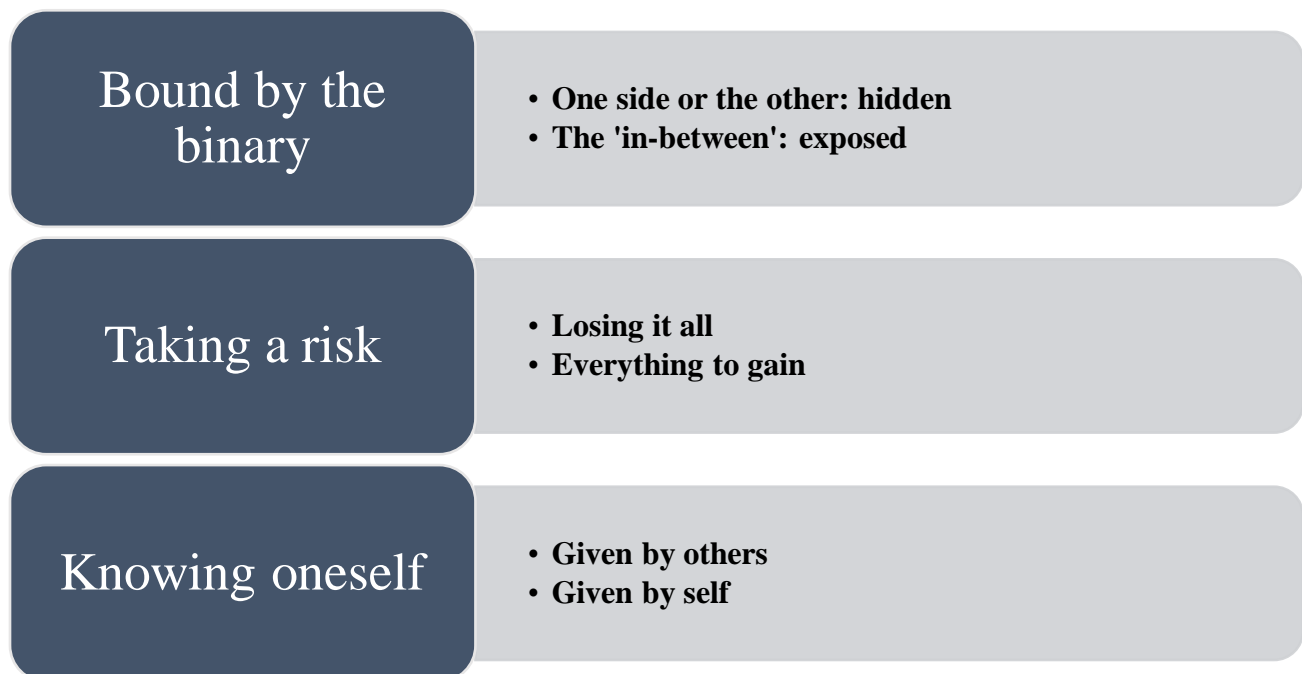 Bound by the
binary
• One side or the other: hidden
• The 'in-between': exposed
Taking a risk
• Losing it all
• Everything to gain
Knowing oneself
• Given by others
• Given by self